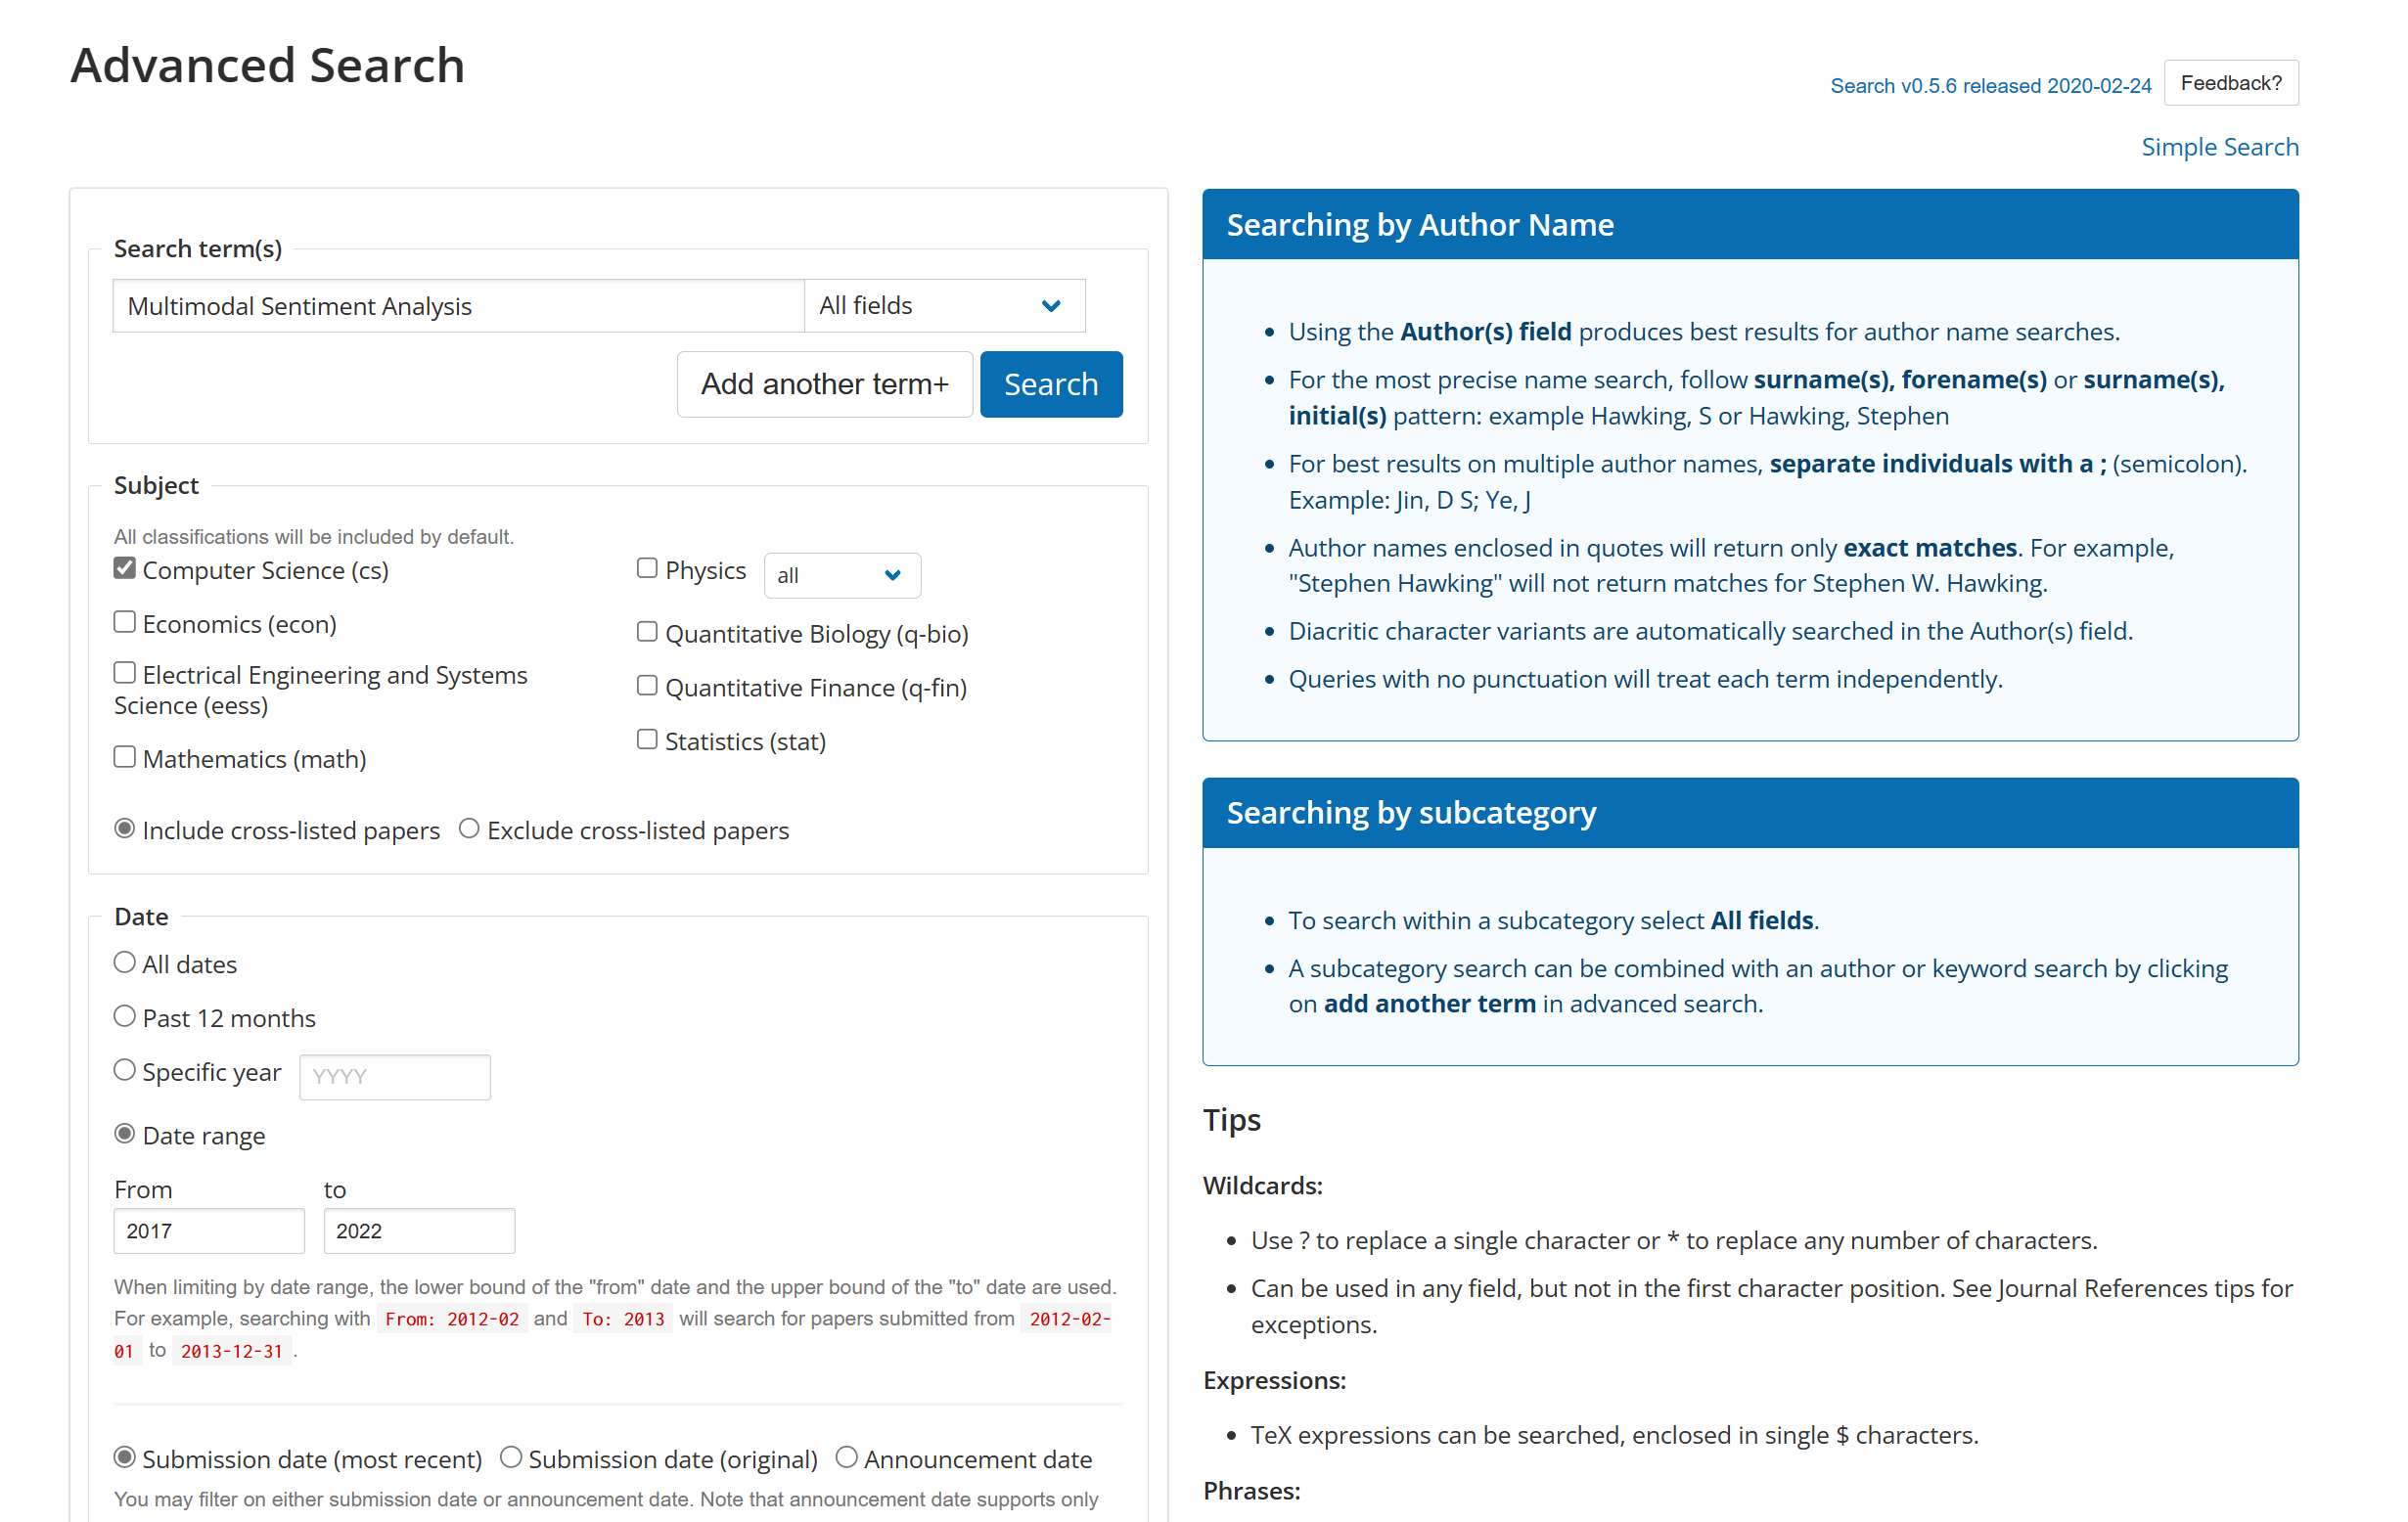 Advanced Search
Search v0.5.6 released 2020-02-24
Feedback?
Simple Search
Search term(s)
Multimodal Sentiment Analysis
All fields
Add another term+
Search
Subject
All classifications will be included by default.
Computer Science (cs)
Economics (econ)
Electrical Engineering and Systems
Science (eess)
Mathematics (math)
Physics
all
Quantitative Biology (q-bio)
Quantitative Finance (q-fin)
Statistics (stat)
Include cross-listed papers Exclude cross-listed papers
Date
All dates
Past 12 months
Specific year YYYY
Date range
From to
2017 2022
When limiting by date range, the lower bound of the "from" date and the upper bound of the "to" date are used.
For example, searching with From: 2012-02 and To: 2013 will search for papers submitted from 2012-02-
01 to 2013-12-31.
Submission date (most recent) Submission date (original) Announcement date
You may filter on either submission date or announcement date. Note that announcement date supports only
Searching by Author Name
• Using the Author(s) field produces best results for author name searches.
• For the most precise name search, follow surname(s), forename(s) or surname(s),
initial(s) pattern: example Hawking, S or Hawking, Stephen
• For best results on multiple author names, separate individuals with a ; (semicolon).
Example: Jin, D S; Ye, J
• Author names enclosed in quotes will return only exact matches. For example,
"Stephen Hawking" will not return matches for Stephen W. Hawking.
• Diacritic character variants are automatically searched in the Author(s) field.
• Queries with no punctuation will treat each term independently.
Searching by subcategory
• To search within a subcategory select All fields.
• A subcategory search can be combined with an author or keyword search by clicking
on add another term in advanced search.
Tips
Wildcards:
• Use ? to replace a single character or * to replace any number of characters.
• Can be used in any field, but not in the first character position. See Journal References tips for
exceptions.
Expressions:
• TeX expressions can be searched, enclosed in single $ characters.
Phrases: